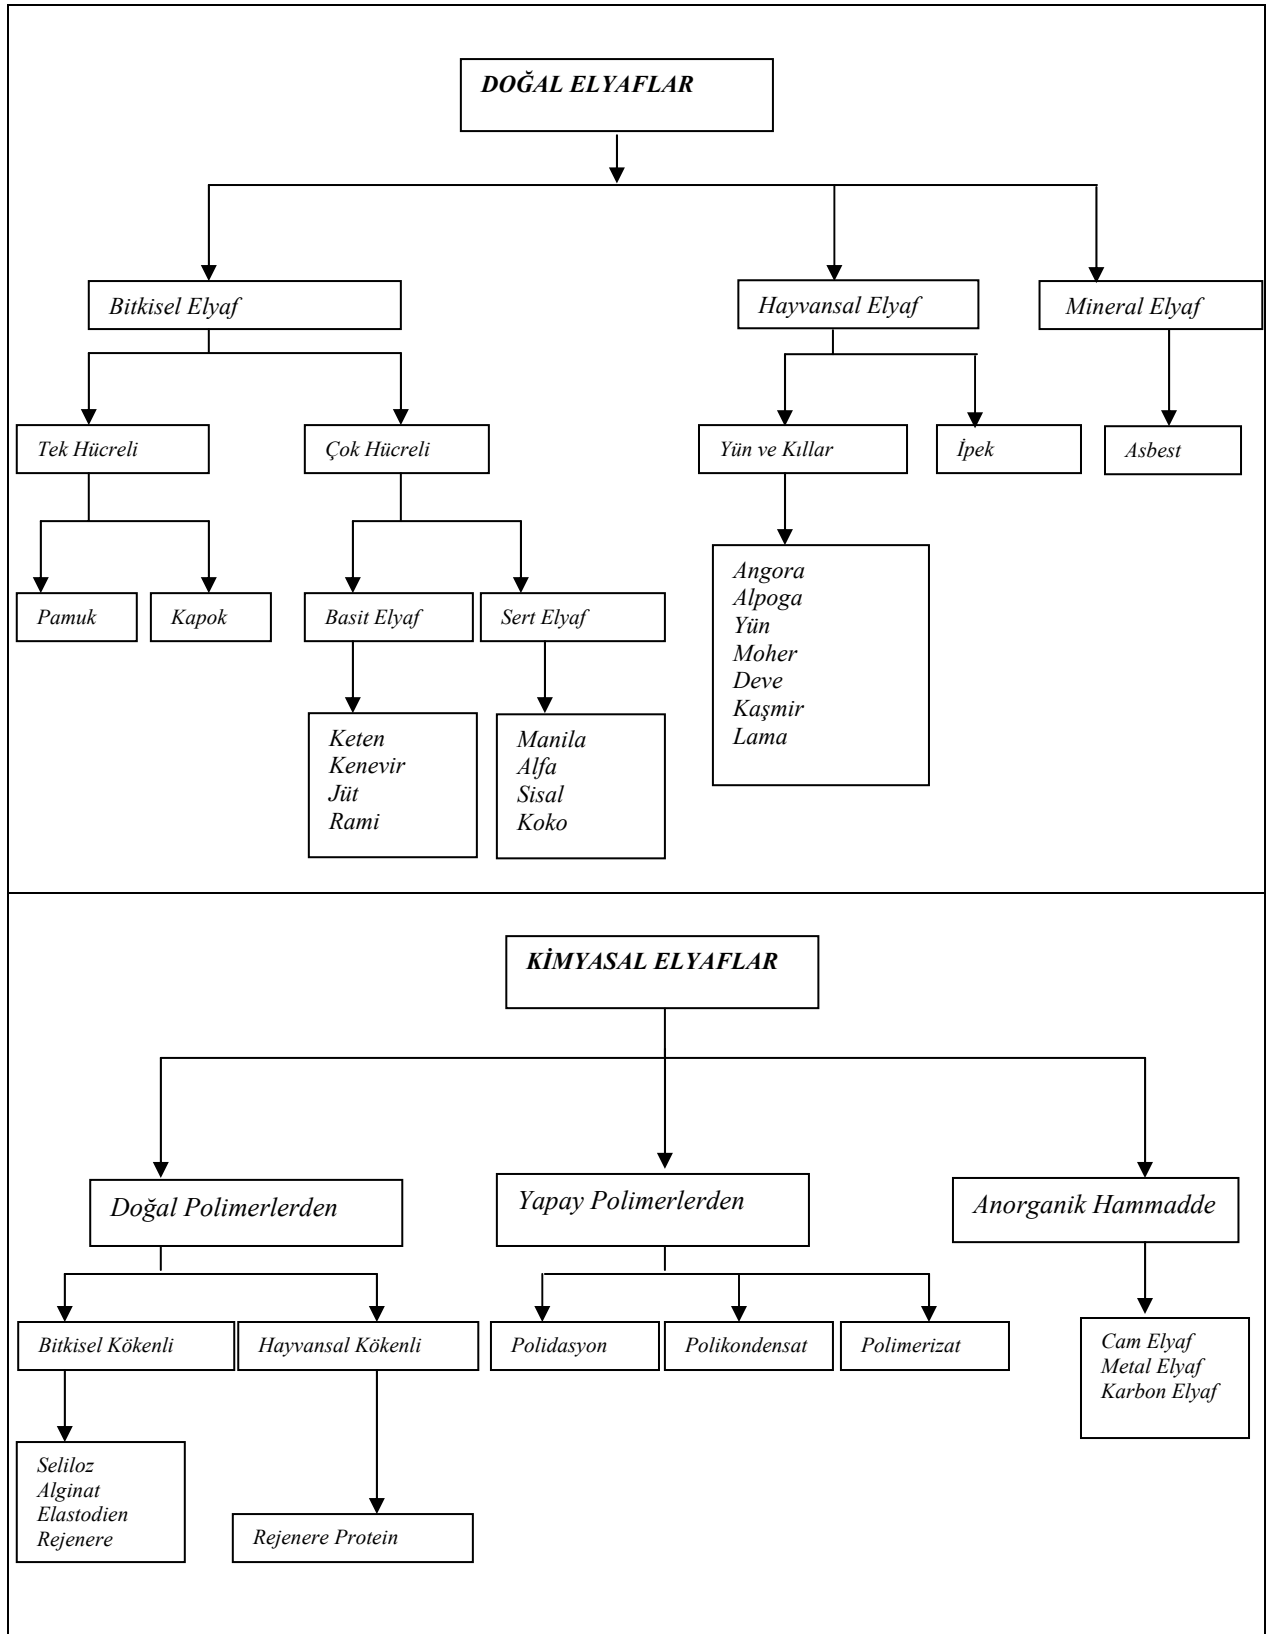 DOĞAL ELYAFLAR
Bitkisel Elyaf
Hayvansal Elyaf
Mineral Elyaf
Tek Hücreli
Çok Hücreli
Yün ve Kıllar
İpek
Asbest
Pamuk
Kapok
Basit Elyaf
Sert Elyaf
Angora
Alpoga
Yün
Moher
Deve
Kaşmir
Lama
Keten
Kenevir
Jüt
Rami
Manila
Alfa
Sisal
Koko
KİMYASAL ELYAFLAR
Doğal Polimerlerden
Yapay Polimerlerden
Anorganik Hammadde
Bitkisel Kökenli
Hayvansal Kökenli
Polidasyon
Polikondensat
Polimerizat
Cam Elyaf
Metal Elyaf
Karbon Elyaf
Seliloz
Alginat
Elastodien
Rejenere
Rejenere Protein